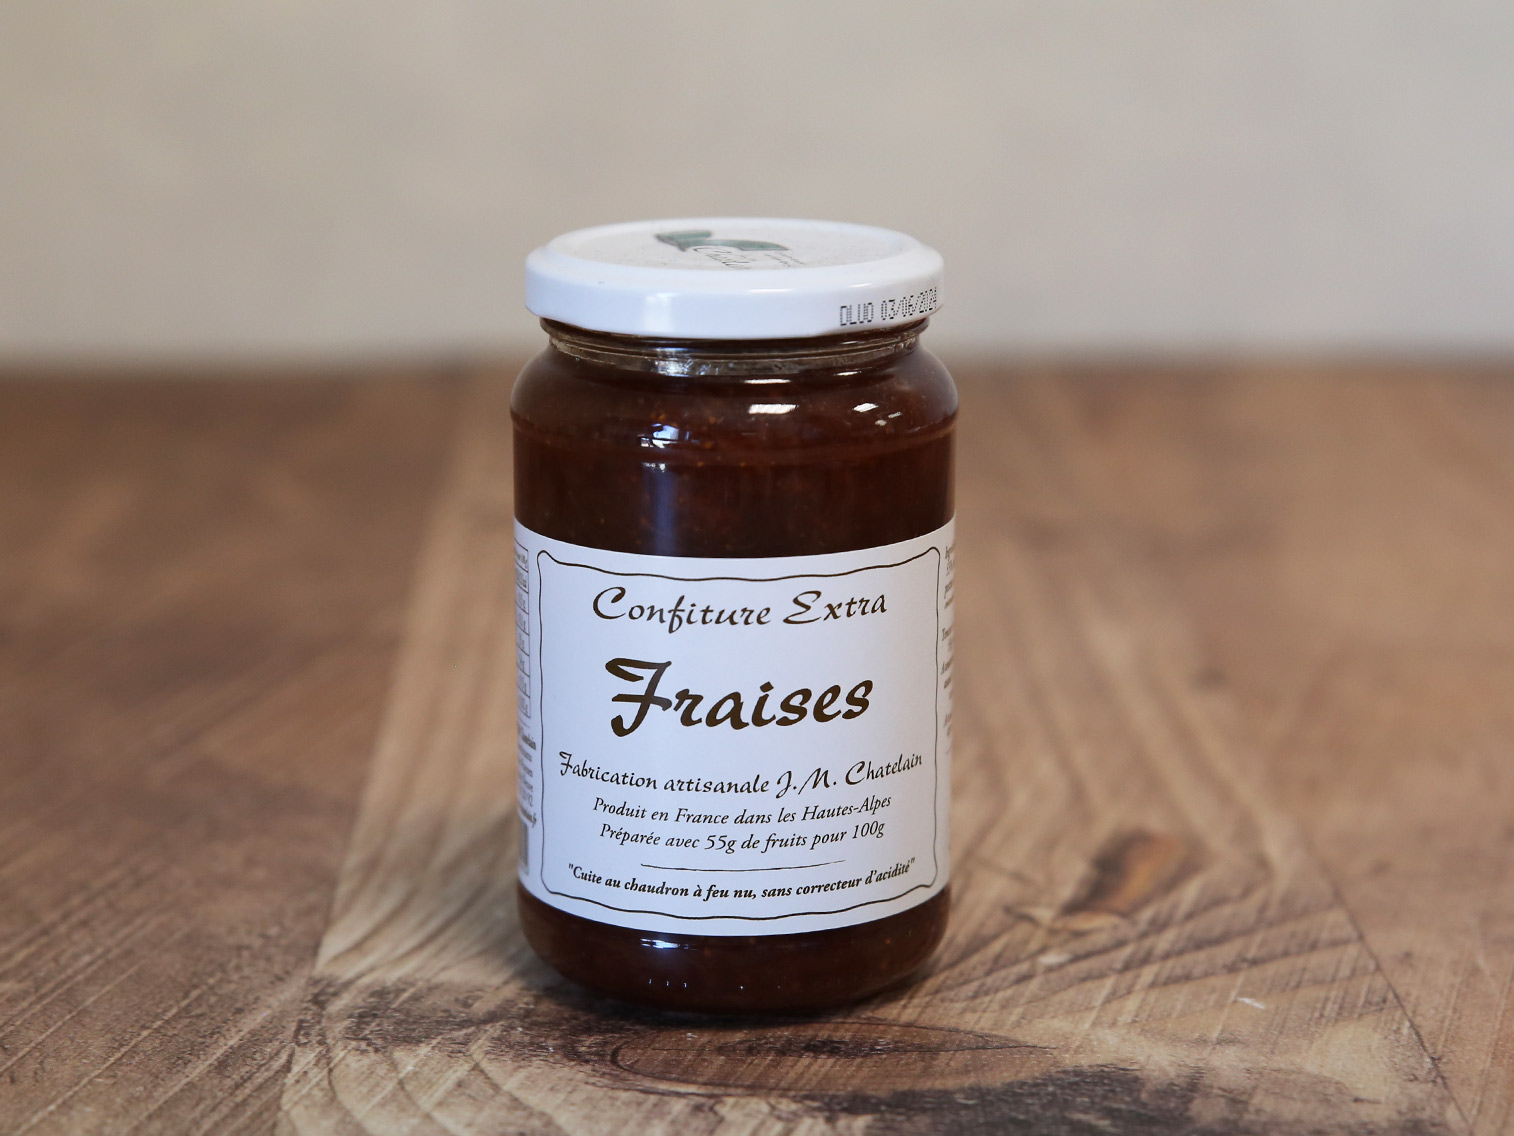 DLUO 03/06/2024
Confiture Extra
Fraises
Fabrication artisanale J.M. Chatelain
Produit en France dans les Hautes-Alpes
Préparée avec 55g de fruits pour 100g
"Cuite au chaudron à feu nu, sans correcteur d'acidité"